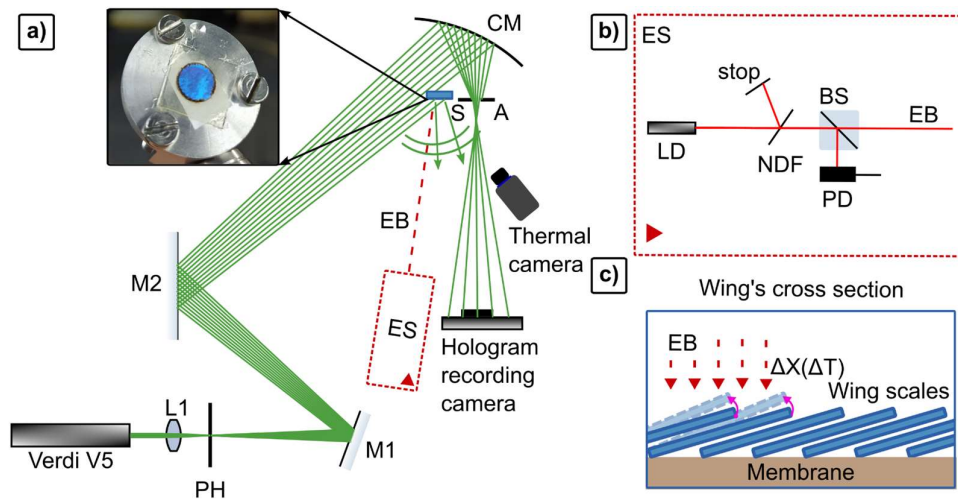 a)
CM
S
A
EB
Thermal
camera
M2
ES
Hologram
recording
camera
L1
M1
Verdi V5
PH
b)
ES
stop
BS
EB
LD
NDF
PD
c)
Wing's cross section
EB
ΔX(ΔT)
Wing scales
Membrane